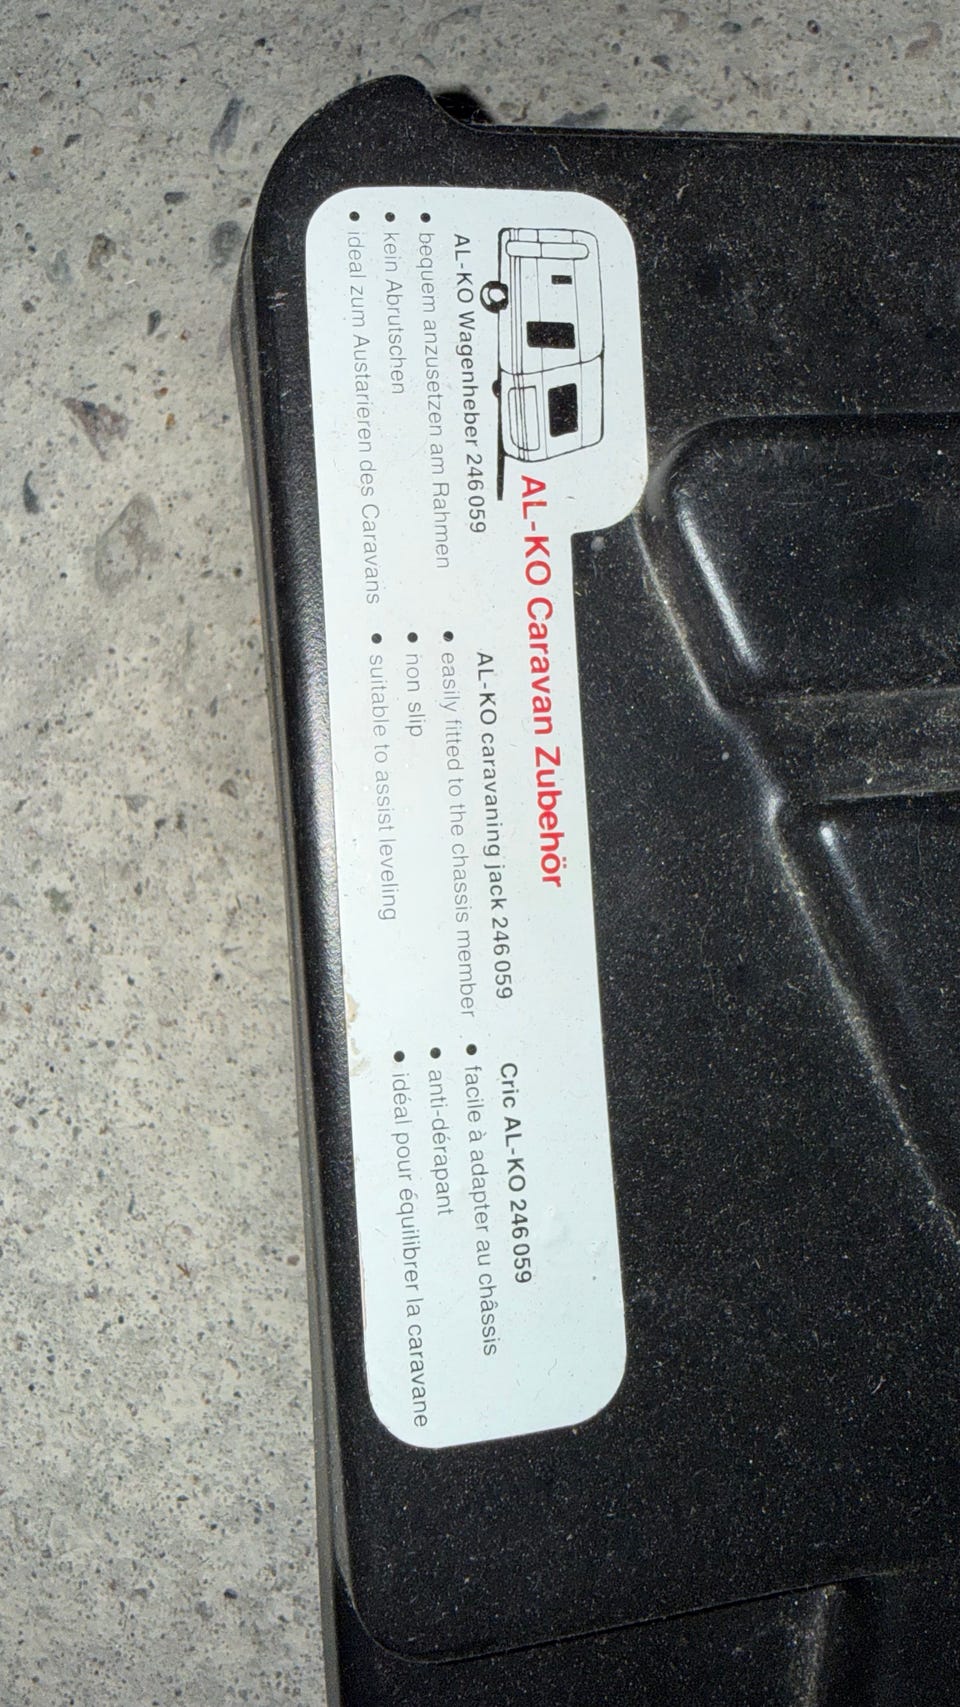 AL-KO Caravan Zubehör
AL-KO Wagenheber 246 059
• bequem anzusetzen am Rahmen
• kein Abrutschen
• ideal zum Austarieren des Caravans
AL-KO caravaning jack 246 059
• easily fitted to the chassis member
• non slip
• suitable to assist leveling
Cric AL-KO 246 059
• facile à adapter au châssis
• anti-dérapant
• idéal pour équilibrer la caravane